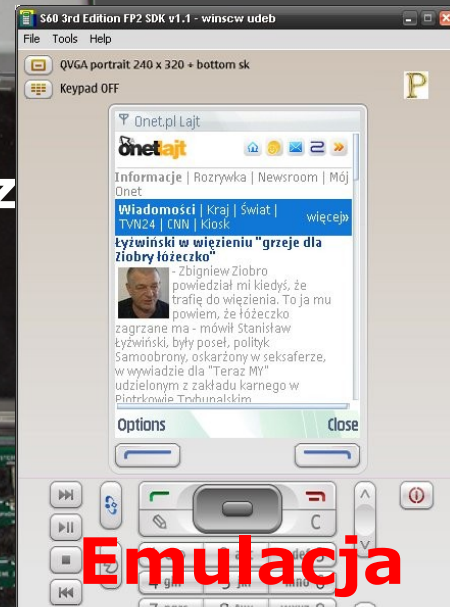 S60 3rd Edition FP2 SDK v1.1 - winscw udeb
File Tools Help
QVGA portrait 240 x 320 + bottom sk
Keypad OFF
P
Onet.pl Lajt
onetlajt
Informacje | Rozrywka | Newsroom | Mój
Onet
Wiadomości | Kraj | Świat |
TVN24 | CNN | Kiosk
więcej»
Łyżwiński w więzieniu "grzeje dla
Ziobry łóżeczko"
- Zbigniew Ziobro
powiedział mi kiedyś, że
trafię do więzienia. To ja mu
powiem, że łóżeczko
zagrzane ma - mówił Stanisław
Łyżwiński, były poseł, polityk
Samoobrony, oskarżony w seksaferze,
w wywiadzie dla "Teraz MY"
udzielonym z zakładu karnego w
Piotrkowie Trybunalskim
Options Close
C
z
Emulacja